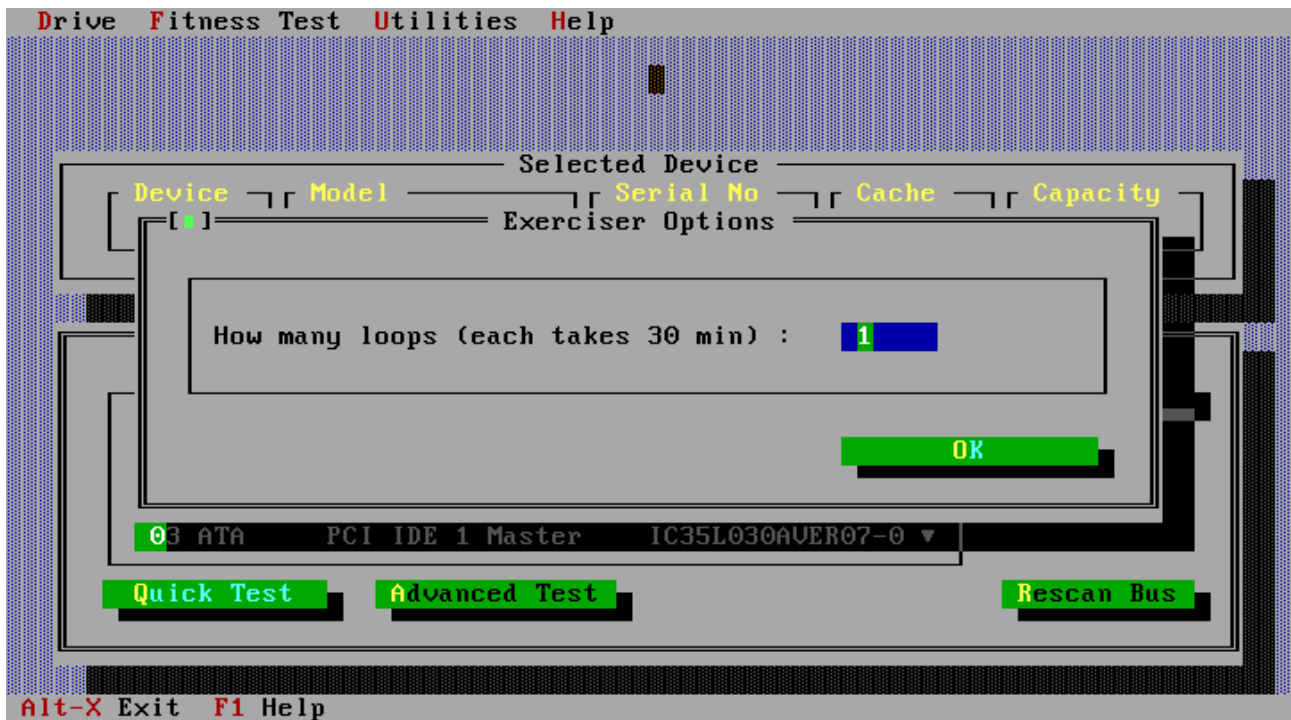 Drive Fitness Test Utilities Help
Selected Device
Device Model Serial No Cache Capacity
[■] Exerciser Options
How many loops (each takes 30 min) : 1
OK
03 ATA PCI IDE 1 Master IC35L030AVER07-0 ▼
Quick Test Advanced Test Rescan Bus
Alt-X Exit F1 Help